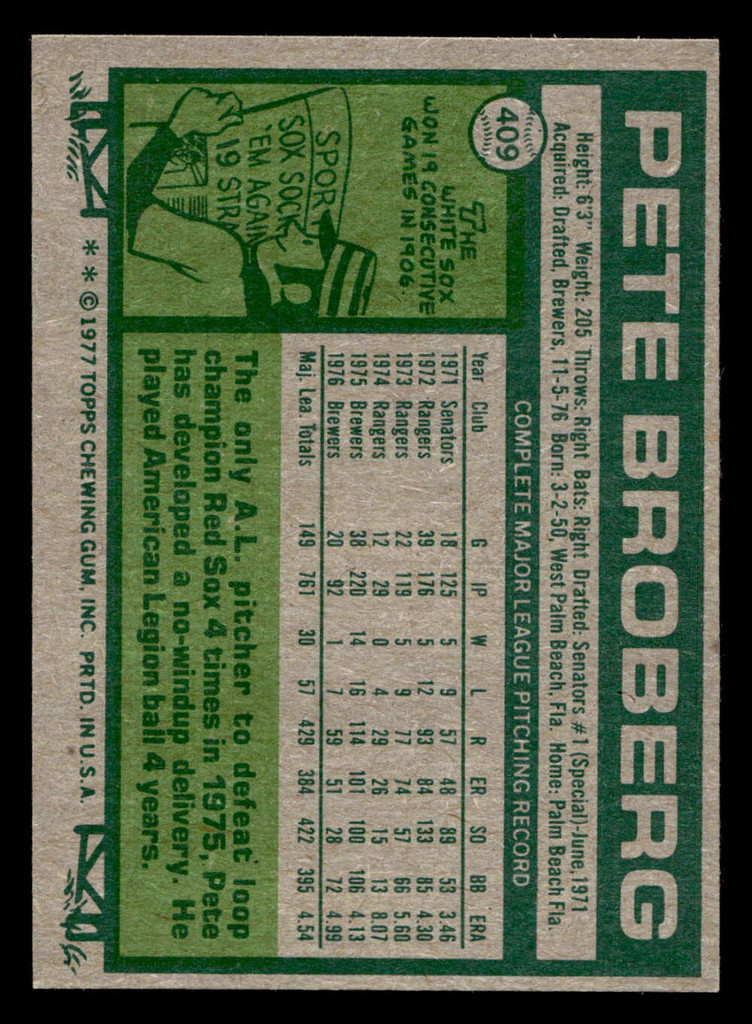 PETE BROBERG
409
Height: 6'3" Weight: 205 Throws: Right Bats: Right Drafted: Senators #1 (Special)-June, 1971
Acquired: Drafted, Brewers, 11-5-76 Born: 3-2-50, West Palm Beach, Fla. Home: Palm Beach Fla.
COMPLETE MAJOR LEAGUE PITCHING RECORD
THE
WHITE SOX
WON 19 CONSECUTIVE
GAMES IN 1906.
SPORT
SOX SOCK
'EM AGAIN
19 STR
Year Club G IP W L R ER SO BB ERA
1971 Senators 18 125 5 9 57 48 89 53 3.46
1972 Rangers 39 176 5 12 93 84 133 85 4.30
1973 Rangers 22 119 5 9 77 74 57 66 5.60
1974 Rangers 12 29 0 4 29 26 15 13 8.07
1975 Brewers 38 220 14 16 114 101 100 106 4.13
1976 Brewers 20 92 1 7 59 51 28 72 4.99
Maj. Lea. Totals 149 761 30 57 429 384 422 395 4.54
The only A.L. pitcher to defeat loop
champion Red Sox 4 times in 1975, Pete
has developed a no-windup delivery. He
played American Legion ball 4 years.
* * © 1977 TOPPS CHEWING GUM, INC. PRTD. IN U.S.A.